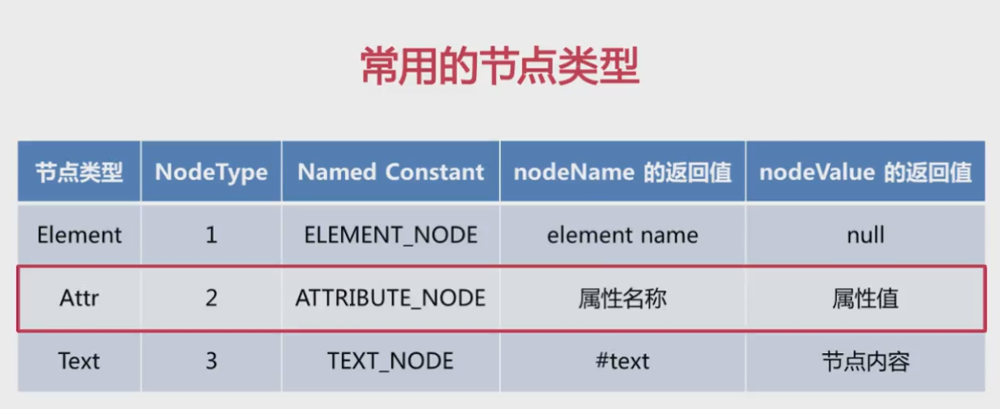 常用的节点类型
节点类型 NodeType Named Constant nodeName 的返回值 nodeValue 的返回值
Element 1 ELEMENT_NODE element name null
Attr 2 ATTRIBUTE_NODE 属性名称 属性值
Text 3 TEXT_NODE #text 节点内容